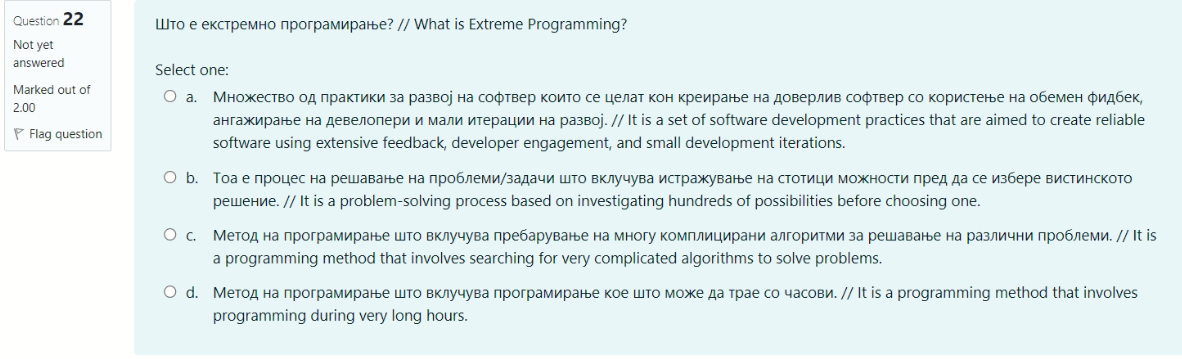 Question 22
Not yet
answered
Marked out of
2.00
Flag question
Што е екстремно програмирање? // What is Extreme Programming?
Select one:
a. Множество од практики за развој на софтвер които се целат кон креирање на доверлив софтвер со користење на обемен фидбек,
ангажирање на девелопери и мали итерации на развој. // It is a set of software development practices that are aimed to create reliable
software using extensive feedback, developer engagement, and small development iterations.
b. Тоа е процес на решавање на проблеми/задачи што вклучува истражување на стотици можности пред да се избере вистинското
решение. // It is a problem-solving process based on investigating hundreds of possibilities before choosing one.
c. Метод на програмирање што вклучува пребарување на многу комплицирани алгоритми за решавање на различни проблеми. // It is
a programming method that involves searching for very complicated algorithms to solve problems.
d. Метод на програмирање што вклучува програмирање кое што може да трае со часови. // It is a programming method that involves
programming during very long hours.